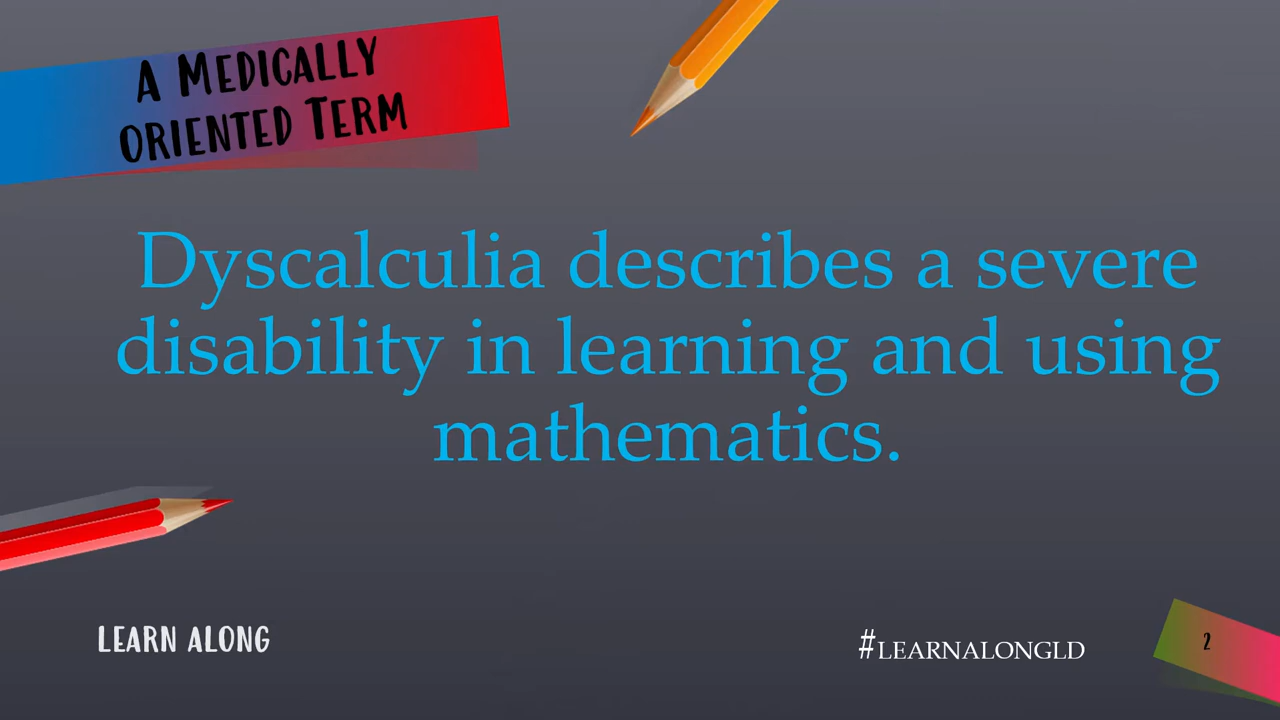 A Medically
oriented Term
Dyscalculia describes a severe
disability in learning and using
mathematics.
LEARN ALONG
#LEARNALONGLD
2